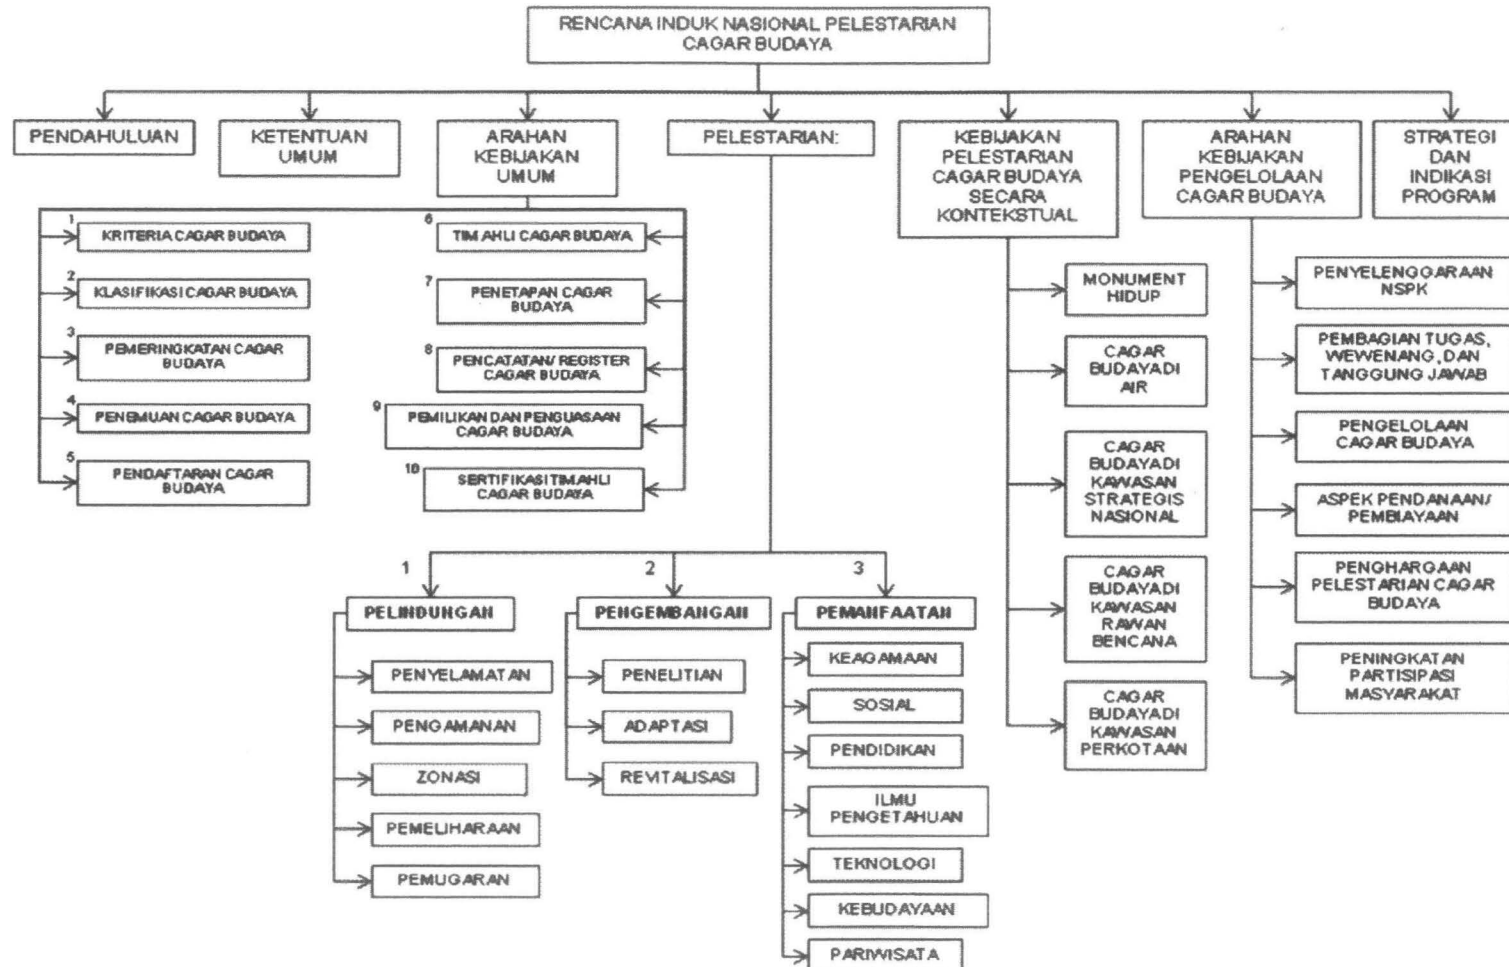 RENCANA INDUK NASIONAL PELESTARIAN
CAGAR BUDAYA
PENDAHULUAN
KETENTUAN
UMUM
ARAHAN
KEBIJAKAN
UMUM
PELESTARIAN:
KEBIJAKAN
PELESTARIAN
CAGAR BUDAYA
SECARA
KONTEKSTUAL
ARAHAN
KEBIJAKAN
PENGELOLAAN
CAGAR BUDAYA
STRATEGI
DAN
INDIKASI
PROGRAM
1
KRITERIA CAGAR BUDAYA
2
KLASIFIKASI CAGAR BUDAYA
3
PEMERINGKATAN CAGAR
BUDAYA
4
PENEMUAN CAGAR BUDAYA
5
PENDAFTARAN CAGAR
BUDAYA
6
TIM AHLI CAGAR BUDAYA
7
PENETAPAN CAGAR
BUDAYA
8
PENCATATAN/ REGISTER
CAGAR BUDAYA
9
PEMILIKAN DAN PENGUASAAN
CAGAR BUDAYA
10
SERTIFIKASI TIM AHLI
CAGAR BUDAYA
1
PELINDUNGAN
PENYELAMATAN
PENGAMANAN
ZONASI
PEMELIHARAAN
PEMUGARAN
2
PENGEMBANGAN
PENELITIAN
ADAPTASI
REVITALISASI
3
PEMANFAATAN
KEAGAMAAN
SOSIAL
PENDIDIKAN
ILMU
PENGETAHUAN
TEKNOLOGI
KEBUDAYAAN
PARIWISATA
MONUMENT
HIDUP
CAGAR
BUDAYA DI
AIR
CAGAR
BUDAYA DI
KAWASAN
STRATEGIS
NASIONAL
CAGAR
BUDAYA DI
KAWASAN
RAWAN
BENCANA
CAGAR
BUDAYA DI
KAWASAN
PERKOTAAN
PENYELENGGARAAN
NSPK
PEMBAGIAN TUGAS,
WEWENANG, DAN
TANGGUNG JAWAB
PENGELOLAAN
CAGAR BUDAYA
ASPEK PENDANAAN/
PEMBIAYAAN
PENGHARGAAN
PELESTARIAN CAGAR
BUDAYA
PENINGKATAN
PARTISIPASI
MASYARAKAT